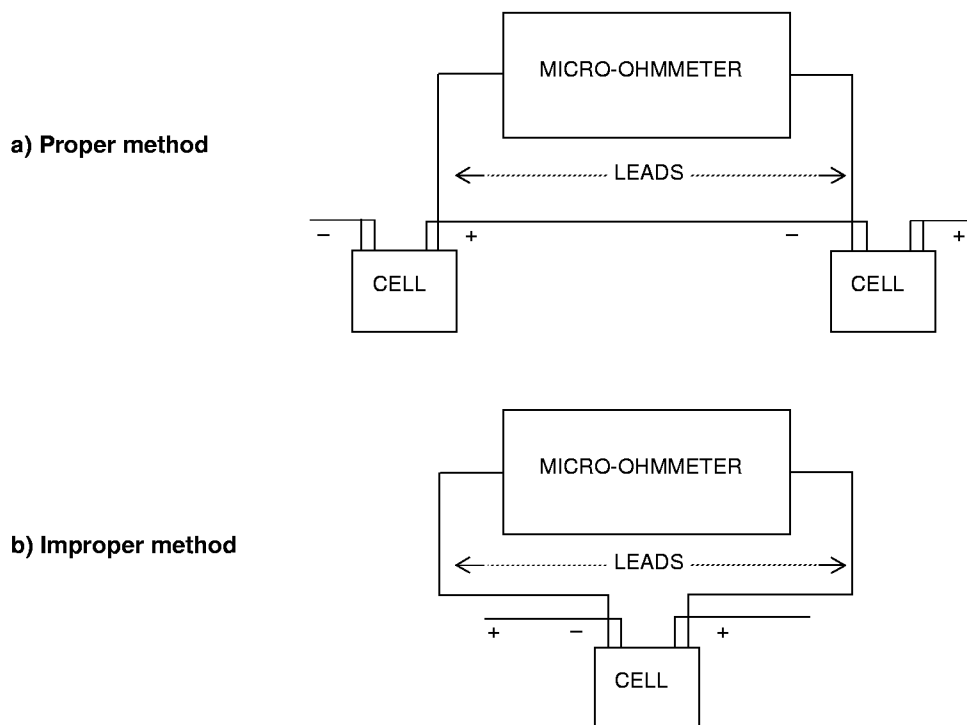 MICRO-OHMMETER
a) Proper method
LEADS
− + − +
CELL CELL
MICRO-OHMMETER
b) Improper method
LEADS
+ − +
CELL